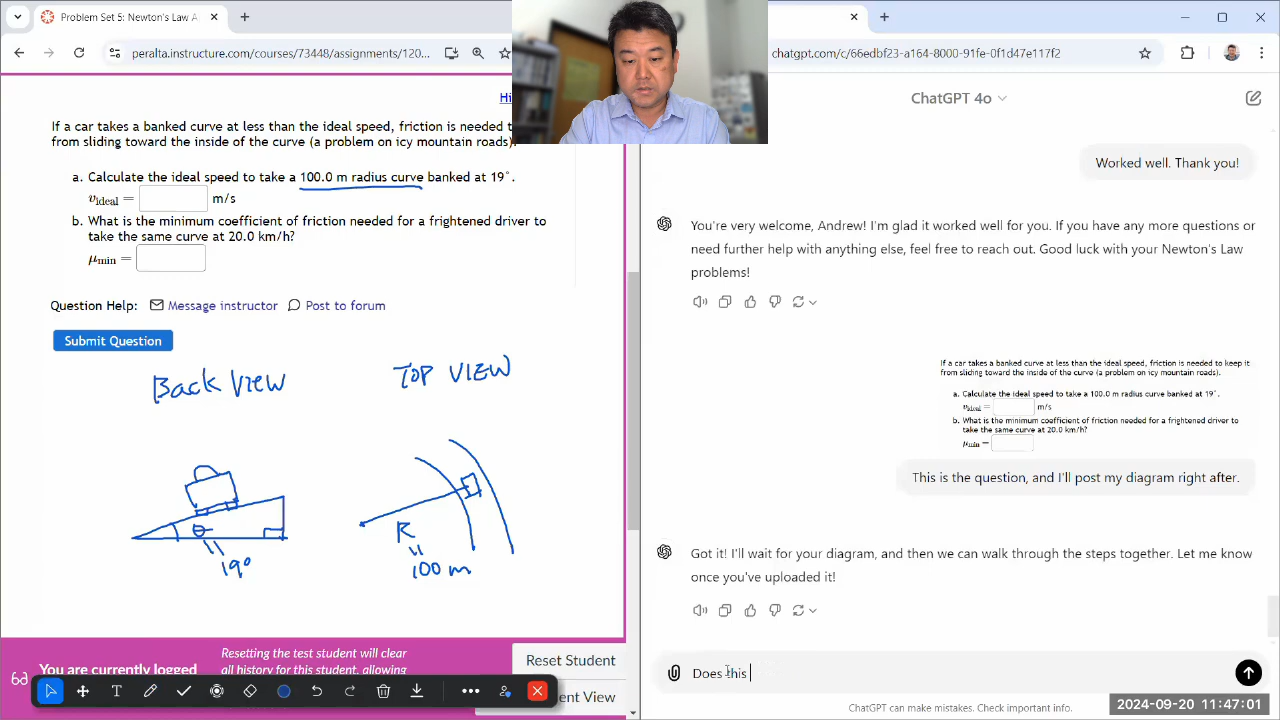 Problem Set 5: Newton's Law A
peralta.instructure.com/courses/73448/assignments/120...
chatgpt.com/c/66edbf23-a164-8000-91fe-0f1d47e117f2
Hi
If a car takes a banked curve at less than the ideal speed, friction is needed t
from sliding toward the inside of the curve (a problem on icy mountain roads).
a. Calculate the ideal speed to take a 100.0 m radius curve banked at 19°.
v ideal = m/s
b. What is the minimum coefficient of friction needed for a frightened driver to
take the same curve at 20.0 km/h?
μ min =
Question Help: Message instructor Post to forum
Submit Question
Back View
TOP VIEW
θ
19°
R
100 m
You are currently logged
Resetting the test student will clear
all history for this student, allowing
Reset Student
ent View
ChatGPT 4o
Worked well. Thank you!
You're very welcome, Andrew! I'm glad it worked well for you. If you have any more questions or
need further help with anything else, feel free to reach out. Good luck with your Newton's Law
problems!
If a car takes a banked curve at less than the ideal speed, friction is needed to keep it
from sliding toward the inside of the curve (a problem on icy mountain roads).
a. Calculate the ideal speed to take a 100.0 m radius curve banked at 19°.
v ideal = m/s
b. What is the minimum coefficient of friction needed for a frightened driver to
take the same curve at 20.0 km/h?
μ min =
This is the question, and I'll post my diagram right after.
Got it! I'll wait for your diagram, and then we can walk through the steps together. Let me know
once you've uploaded it!
Does this
ChatGPT can make mistakes. Check important info.
2024-09-20 11:47:01